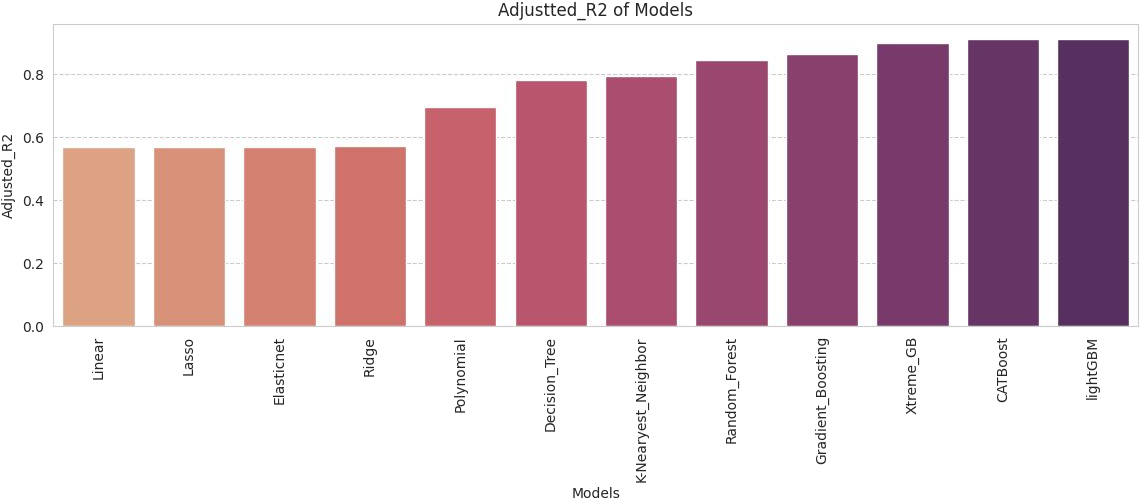 Adjustted_R2 of Models
Adjusted_R2
0.8
0.6
0.4
0.2
0.0
Linear
Lasso
Elasticnet
Ridge
Polynomial
Decision_Tree
K-Nearyest_Neighbor
Random_Forest
Gradient_Boosting
Xtreme_GB
CATBoost
lightGBM
Models